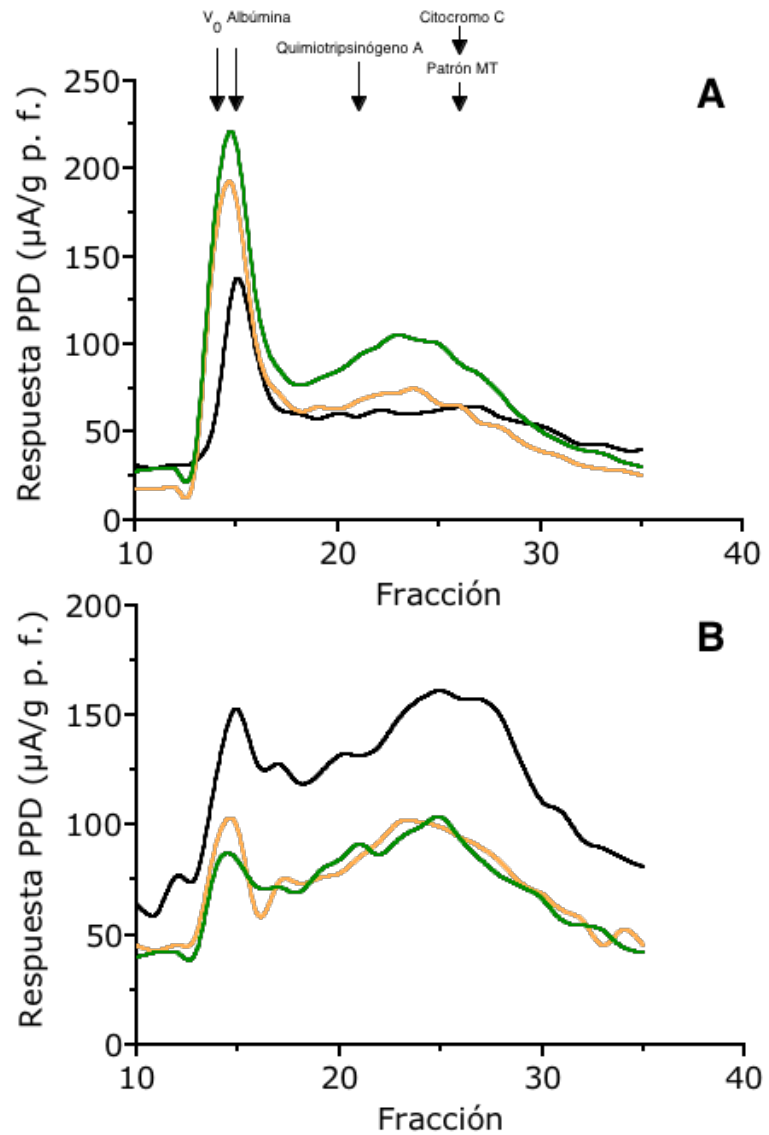 Citocromo C
V0 Albúmina
Quimiotripsinógeno A
Patrón MT
A
Respuesta PPD (µA/g p. f.)
250
200
150
100
50
0
10 20 30 40
Fracción
B
Respuesta PPD (µA/g p. f.)
200
150
100
50
0
10 20 30 40
Fracción